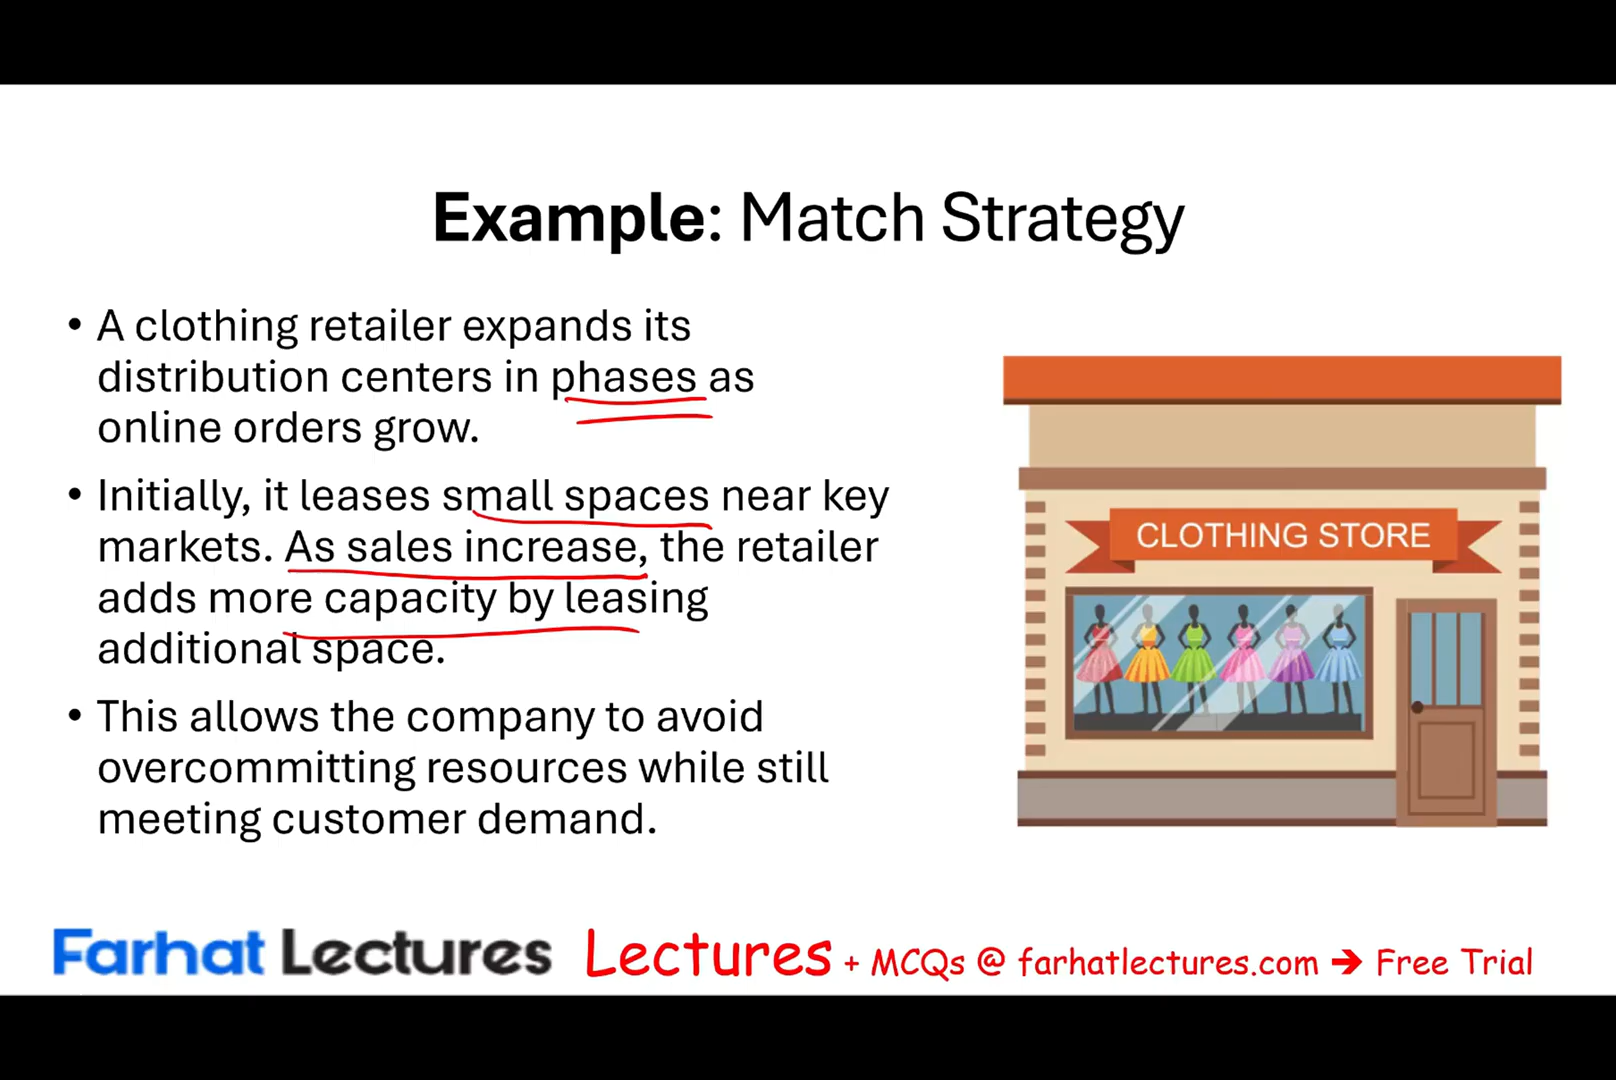 Example: Match Strategy
• A clothing retailer expands its
distribution centers in phases as
online orders grow.
• Initially, it leases small spaces near key
markets. As sales increase, the retailer
adds more capacity by leasing
additional space.
• This allows the company to avoid
overcommitting resources while still
meeting customer demand.
CLOTHING STORE
Farhat Lectures Lectures + MCQs @ farhatlectures.com → Free Trial